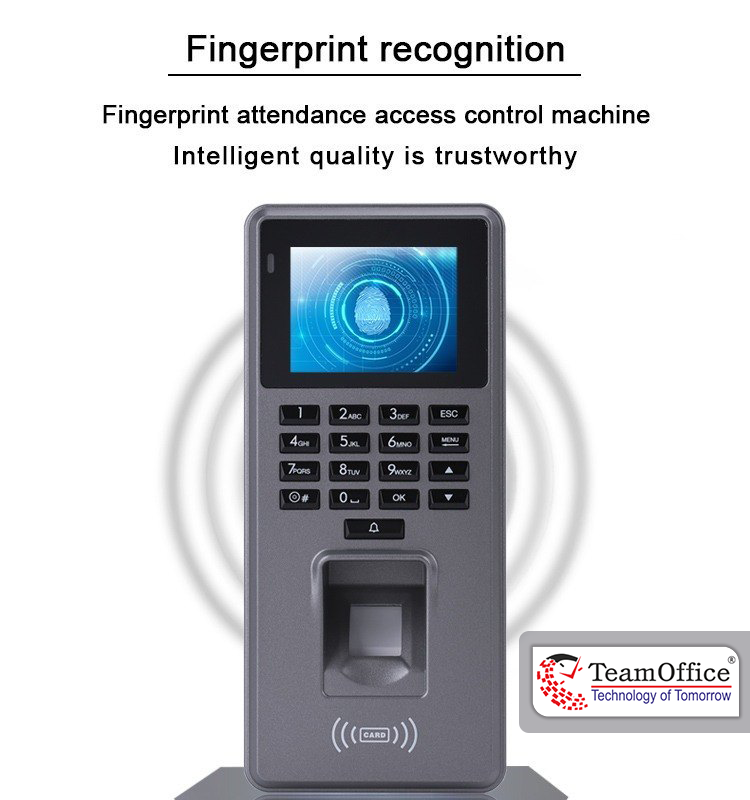 Fingerprint recognition
Fingerprint attendance access control machine
Intelligent quality is trustworthy
1 2ABC 3DEF ESC
4GHI 5JKL 6MNO MENU
7PQRS 8TUV 9WXYZ ▲
# 0 OK ▼
CARD
TeamOffice®
Technology of Tomorrow